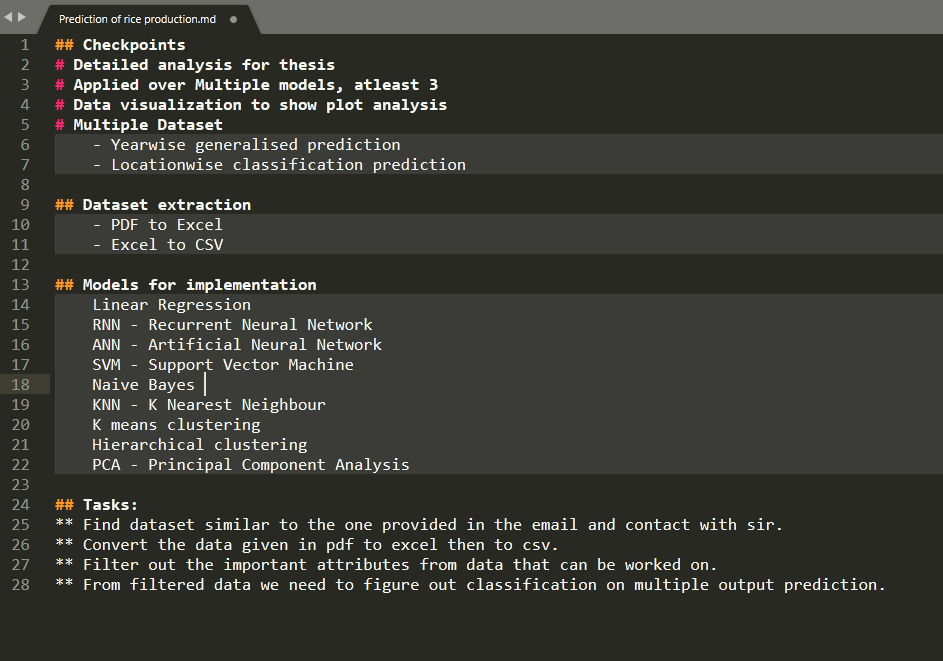 Prediction of rice production.md
1 ## Checkpoints
2 # Detailed analysis for thesis
3 # Applied over Multiple models, atleast 3
4 # Data visualization to show plot analysis
5 # Multiple Dataset
6 - Yearwise generalised prediction
7 - Locationwise classification prediction
8
9 ## Dataset extraction
10 - PDF to Excel
11 - Excel to CSV
12
13 ## Models for implementation
14 Linear Regression
15 RNN - Recurrent Neural Network
16 ANN - Artificial Neural Network
17 SVM - Support Vector Machine
18 Naive Bayes
19 KNN - K Nearest Neighbour
20 K means clustering
21 Hierarchical clustering
22 PCA - Principal Component Analysis
23
24 ## Tasks:
25 ** Find dataset similar to the one provided in the email and contact with sir.
26 ** Convert the data given in pdf to excel then to csv.
27 ** Filter out the important attributes from data that can be worked on.
28 ** From filtered data we need to figure out classification on multiple output prediction.